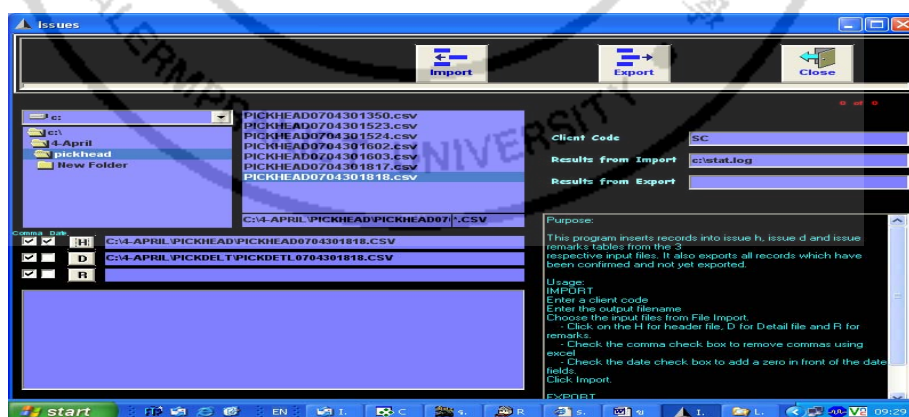 Issues
Import
Export
Close
0 of 0
c:
c:\
4-April
pickhead
New Folder
PICKHEAD0704301350.csv
PICKHEAD0704301523.csv
PICKHEAD0704301524.csv
PICKHEAD0704301602.csv
PICKHEAD0704301603.csv
PICKHEAD0704301817.csv
PICKHEAD0704301818.csv
C:\4-APRIL\PICKHEAD\PICKHEAD07 *.CSV
Client Code SC
Results from Import c:\stat.log
Results from Export
Comma Date
H C:\4-APRIL\PICKHEAD\PICKHEAD0704301818.CSV
D C:\4-APRIL\PICKDELT\PICKDETL0704301818.CSV
R
Purpose:
This program inserts records into issue h, issue d and issue
remarks tables from the 3
respective input files. It also exports all records which have
been confirmed and not yet exported.
Usage:
IMPORT
Enter a client code
Enter the output filename
Choose the input files from File Import.
- Click on the H for header file, D for Detail file and R for
remarks.
- Check the comma check box to remove commas using
excel
- Check the date check box to add a zero in front of the date
fields.
Click Import.
EXPORT
start
EN
I.
C
s.
R
s.
บ
I.
L.
09:29
UNIVERSITY